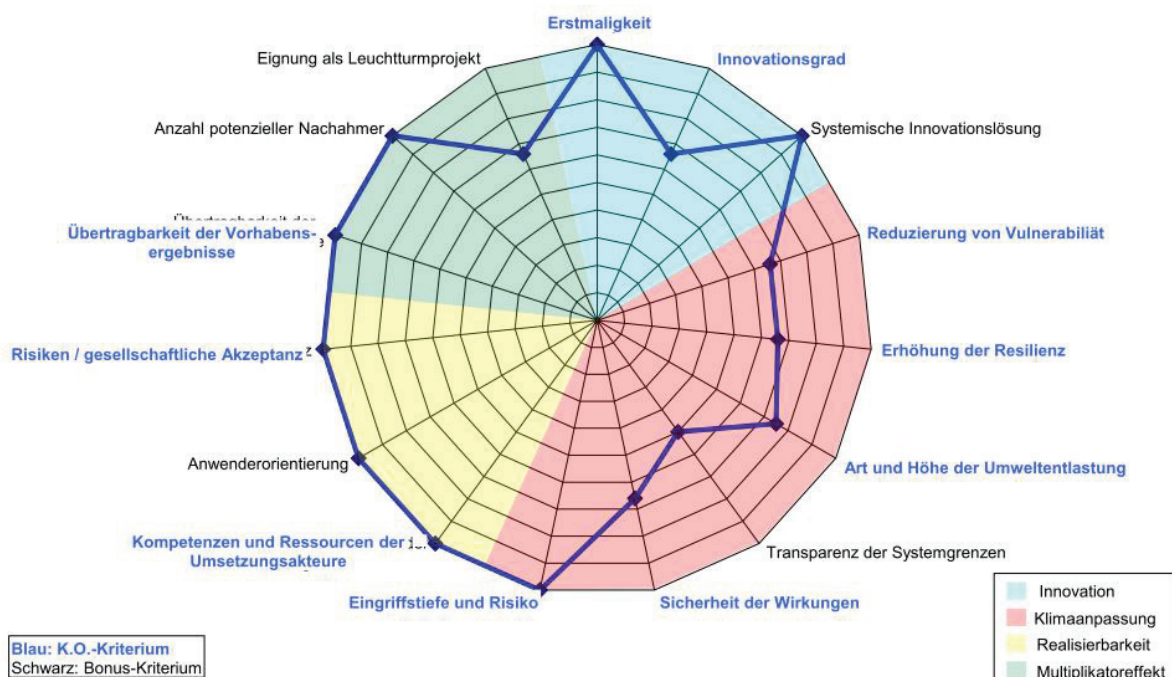 Erstmaligkeit
Innovationsgrad
Systemische Innovationslösung
Reduzierung von Vulnerabiliät
Erhöhung der Resilienz
Art und Höhe der Umweltentlastung
Transparenz der Systemgrenzen
Sicherheit der Wirkungen
Eingriffstiefe und Risiko
Kompetenzen und Ressourcen der
Umsetzungsakteure
Anwenderorientierung
Risiken / gesellschaftliche Akzeptanz
Übertragbarkeit der
Übertragbarkeit der Vorhabens-
ergebnisse
Anzahl potenzieller Nachahmer
Eignung als Leuchtturmprojekt
Blau: K.O.-Kriterium
Schwarz: Bonus-Kriterium
Innovation
Klimaanpassung
Realisierbarkeit
Multiplikatoreffekt